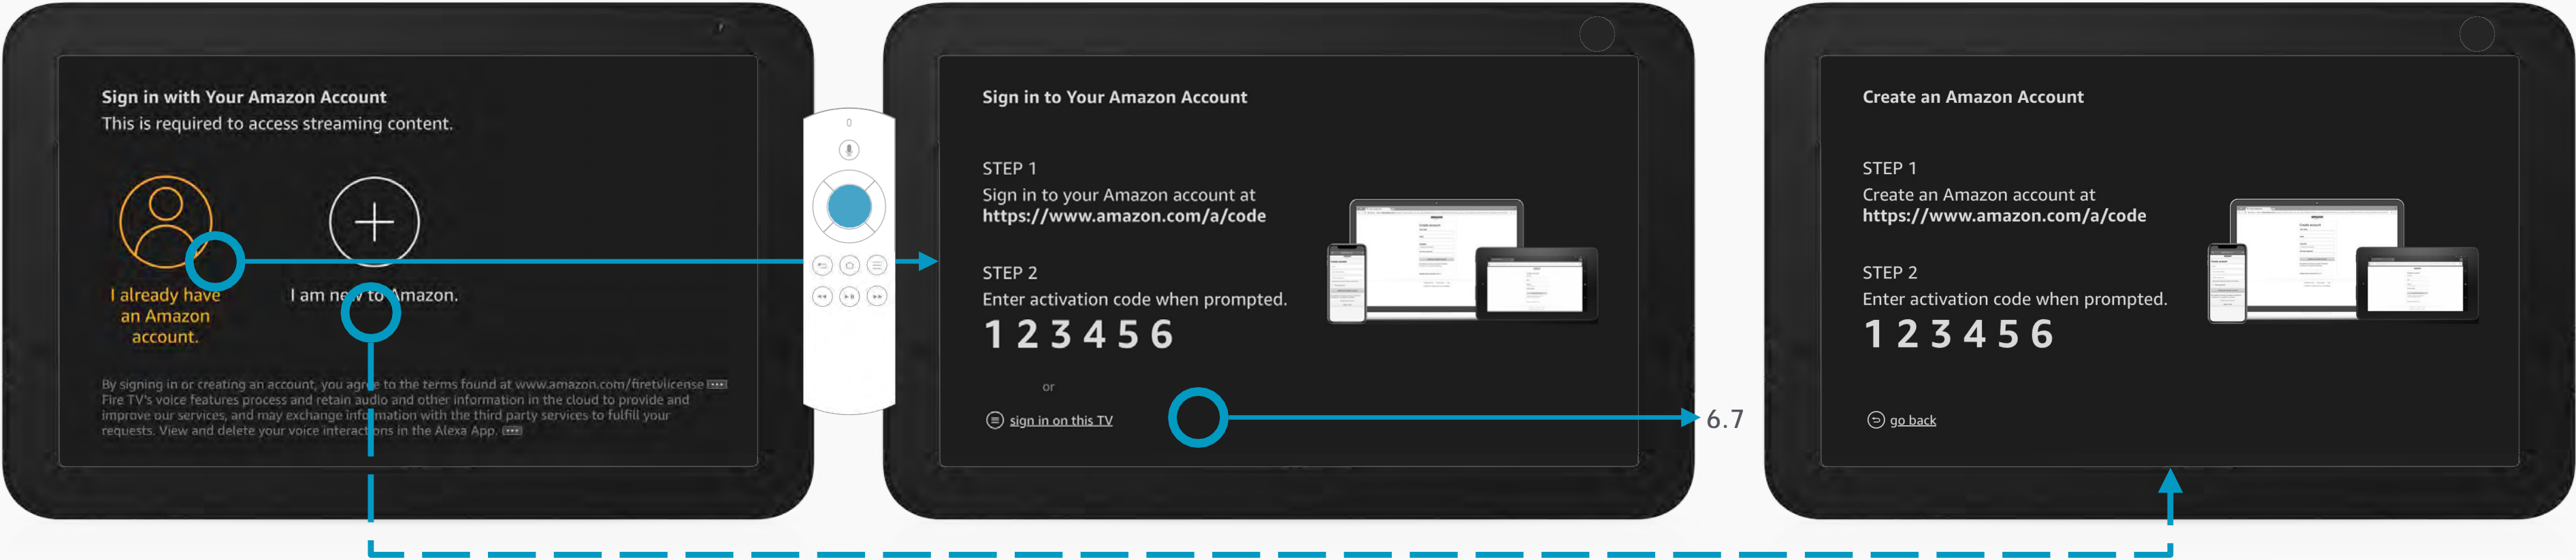 Sign in with Your Amazon Account
This is required to access streaming content.
I already have
an Amazon
account.
I am new to Amazon.
By signing in or creating an account, you agree to the terms found at www.amazon.com/firetvlicense
Fire TV's voice features process and retain audio and other information in the cloud to provide and
improve our services, and may exchange information with the third party services to fulfill your
requests. View and delete your voice interactions in the Alexa App.
Sign in to Your Amazon Account
STEP 1
Sign in to your Amazon account at
https://www.amazon.com/a/code
STEP 2
Enter activation code when prompted.
1 2 3 4 5 6
or
sign in on this TV
6.7
Create an Amazon Account
STEP 1
Create an Amazon account at
https://www.amazon.com/a/code
STEP 2
Enter activation code when prompted.
1 2 3 4 5 6
go back